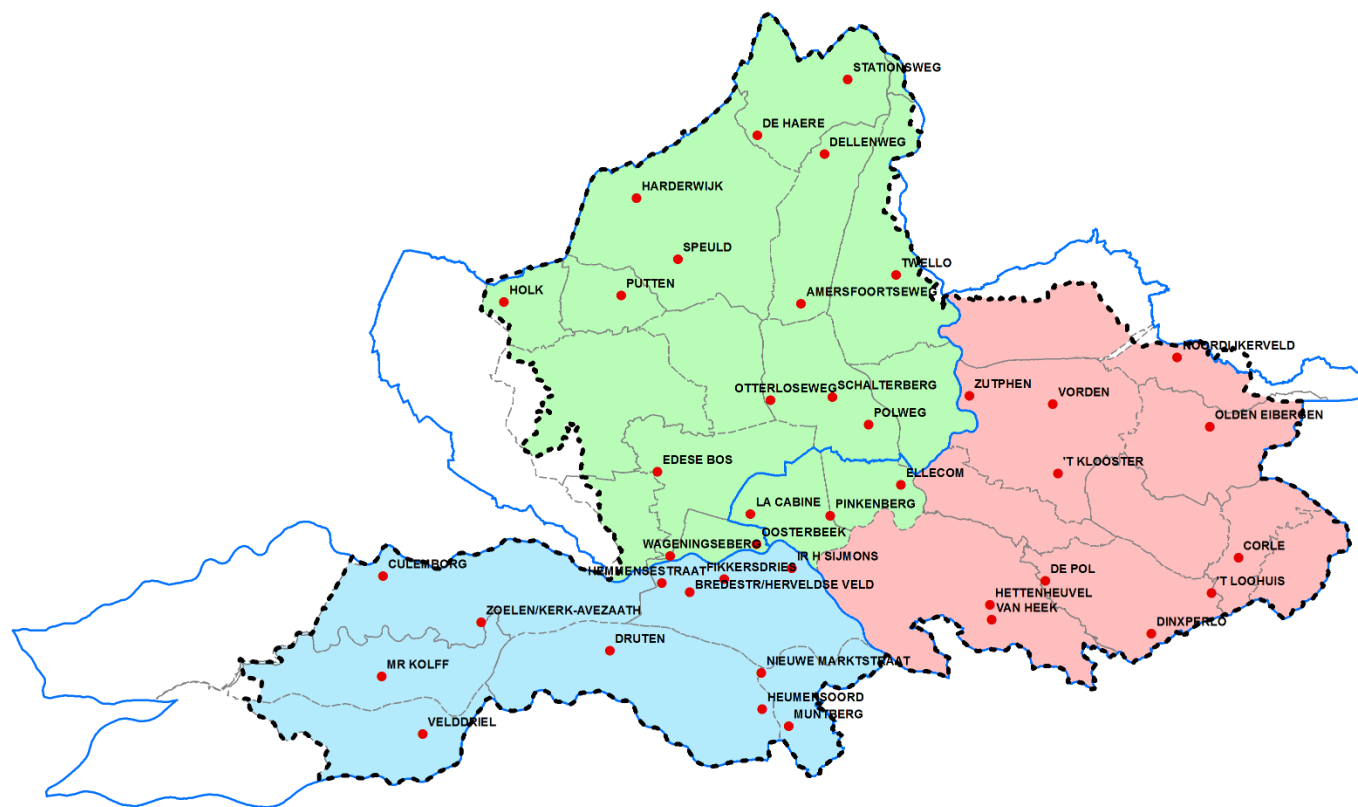 STATIONSWEG
DE HAERE
DELLENWEG
HARDERWIJK
SPEULD
TWELLO
PUTTEN
HOLK
AMERSFOORTSEWEG
NOORDIJKERVELD
OTTERLOSEWEG
SCHALTERBERG
ZUTPHEN
VORDEN
POLWEG
OLDEN EIBERGEN
EDESE BOS
'T KLOOSTER
ELLECOM
LA CABINE
PINKENBERG
OOSTERBEEK
WAGENINGSEBERG
IR H SIJMONS
CORLE
CULEMBORG
HEMMENSESTRAAT
FIKKERSDRIES
DE POL
BREDESTR/HERVELDSE VELD
'T LOOHUIS
HETTENHEUVEL
VAN HEEK
ZOELEN/KERK-AVEZAATH
DINXPERLO
DRUTEN
NIEUWE MARKTSTRAAT
MR KOLFF
HEUMENSOORD
VELDDRIEL
MUNTBERG